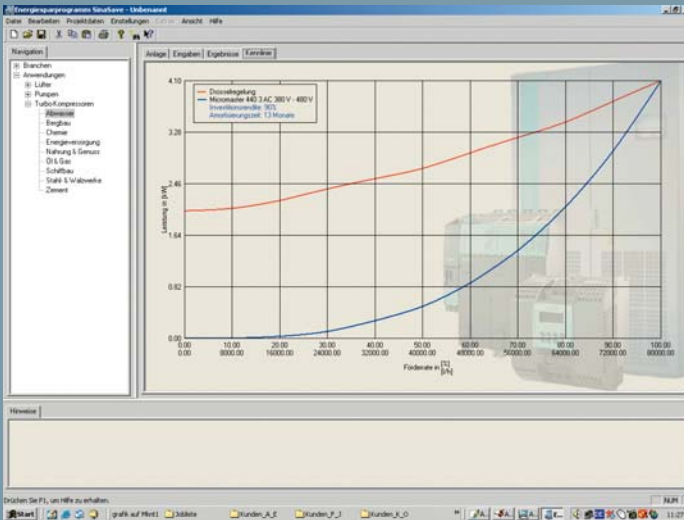 Energiesparprogramm SinaSave - Unbenannt
Datei Bearbeiten Projektdaten Einstellungen Ansicht Hilfe
Navigation
Branchen
Anwendungen
Lüfter
Pumpen
Turbo-Kompressoren
Abwasser
Bergbau
Chemie
Energieversorgung
Nahrung & Genuss
Öl & Gas
Schiffbau
Stahl- & Walzwerke
Zement
Anlage Eingaben Ergebnisse Kennlinie
Drosselregelung
Micromaster 440 3 AC 380 V - 480 V
Investitionsrendite: 90%
Amortisierungszeit: 13 Monate
Leistung in [kW]
4.10
3.28
2.46
1.64
0.82
0.00
0.00 10.00 20.00 30.00 40.00 50.00 60.00 70.00 80.00 90.00 100.00
0.00 8000.00 16000.00 24000.00 32000.00 40000.00 48000.00 56000.00 64000.00 72000.00 80000.00
Förderrate in [%]
[l/h]
Hinweise
Drücken Sie F1, um Hilfe zu erhalten.
NUM
Start grafik auf Mint1 Jobliste Kunden_A_E Kunden_F_J Kunden_K_O 11:27